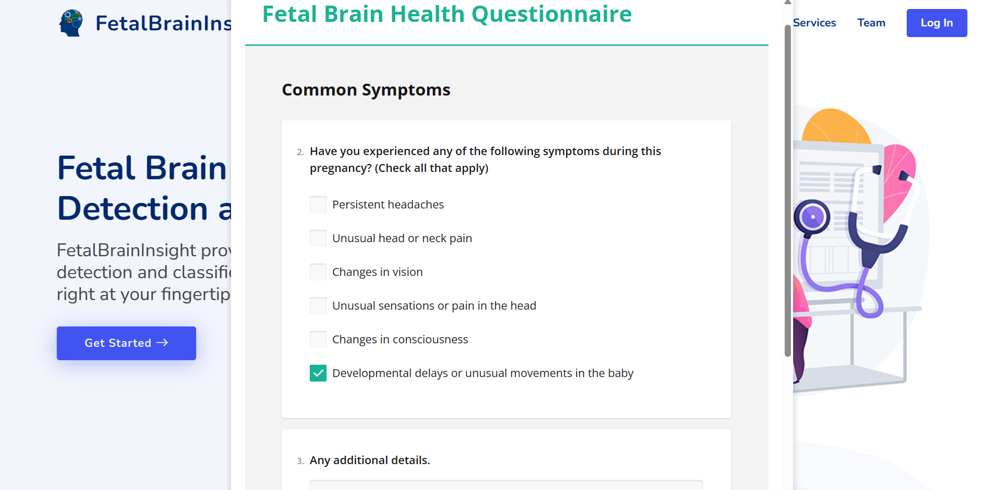 FetalBrainIns
Services
Team
Log In
Fetal Brain
Detection a
FetalBrainInsight prov
detection and classific
right at your fingertip
Get Started →
Fetal Brain Health Questionnaire
Common Symptoms
2. Have you experienced any of the following symptoms during this
pregnancy? (Check all that apply)
Persistent headaches
Unusual head or neck pain
Changes in vision
Unusual sensations or pain in the head
Changes in consciousness
Developmental delays or unusual movements in the baby
3. Any additional details.